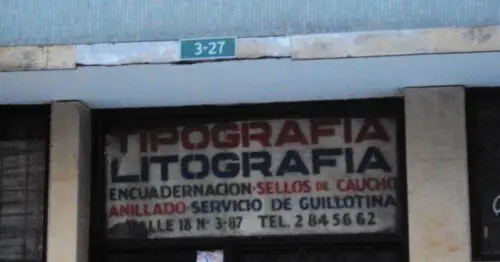 3-27
TIPOGRAFIA
LITOGRAFIA
ENCUADERNACION·SELLOS DE CAUCHO
ANILLADO·SERVICIO DE GUILLOTINA
CALLE 18 Nº 3-87 TEL. 2 84 56 62